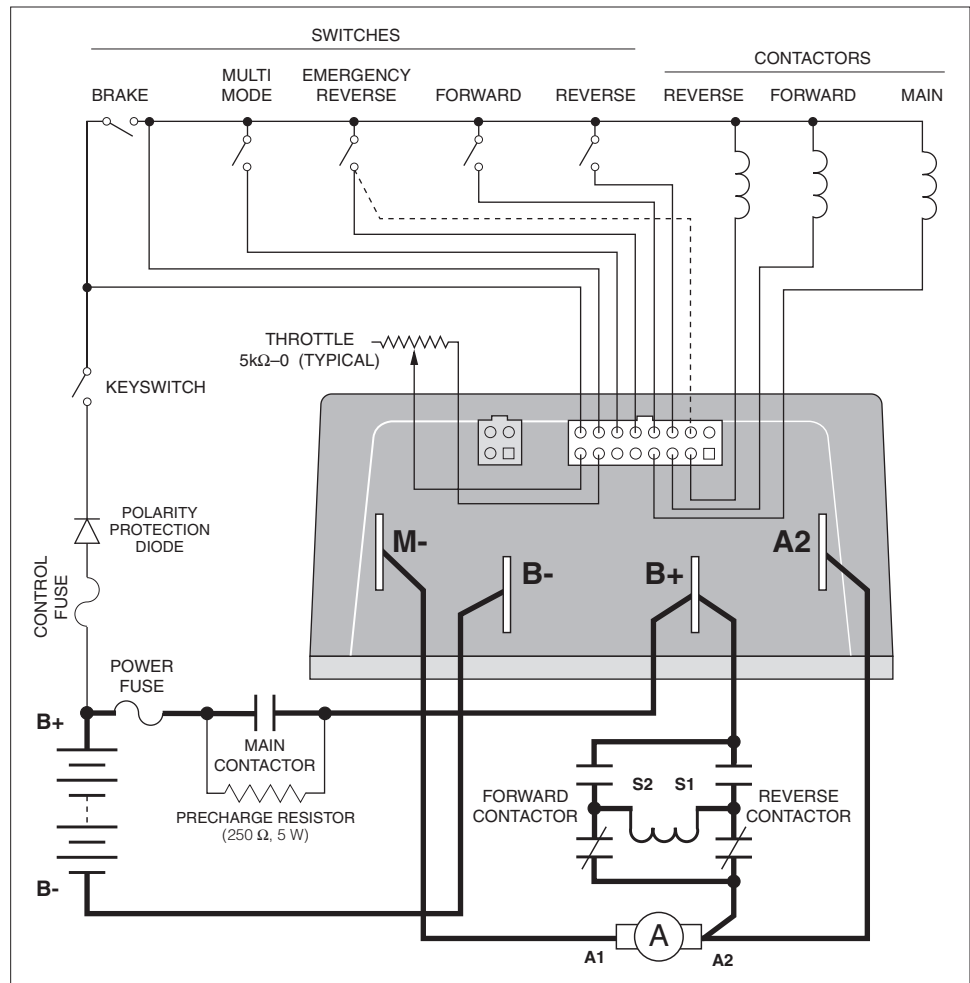 SWITCHES
CONTACTORS
BRAKE
MULTI
MODE
EMERGENCY
REVERSE
FORWARD
REVERSE
REVERSE
FORWARD
MAIN
THROTTLE
5kΩ–0 (TYPICAL)
KEYSWITCH
POLARITY
PROTECTION
DIODE
CONTROL
FUSE
M-
B-
B+
A2
POWER
FUSE
B+
MAIN
CONTACTOR
PRECHARGE RESISTOR
(250 Ω, 5 W)
FORWARD
CONTACTOR
S2
S1
REVERSE
CONTACTOR
B-
A
A1
A2